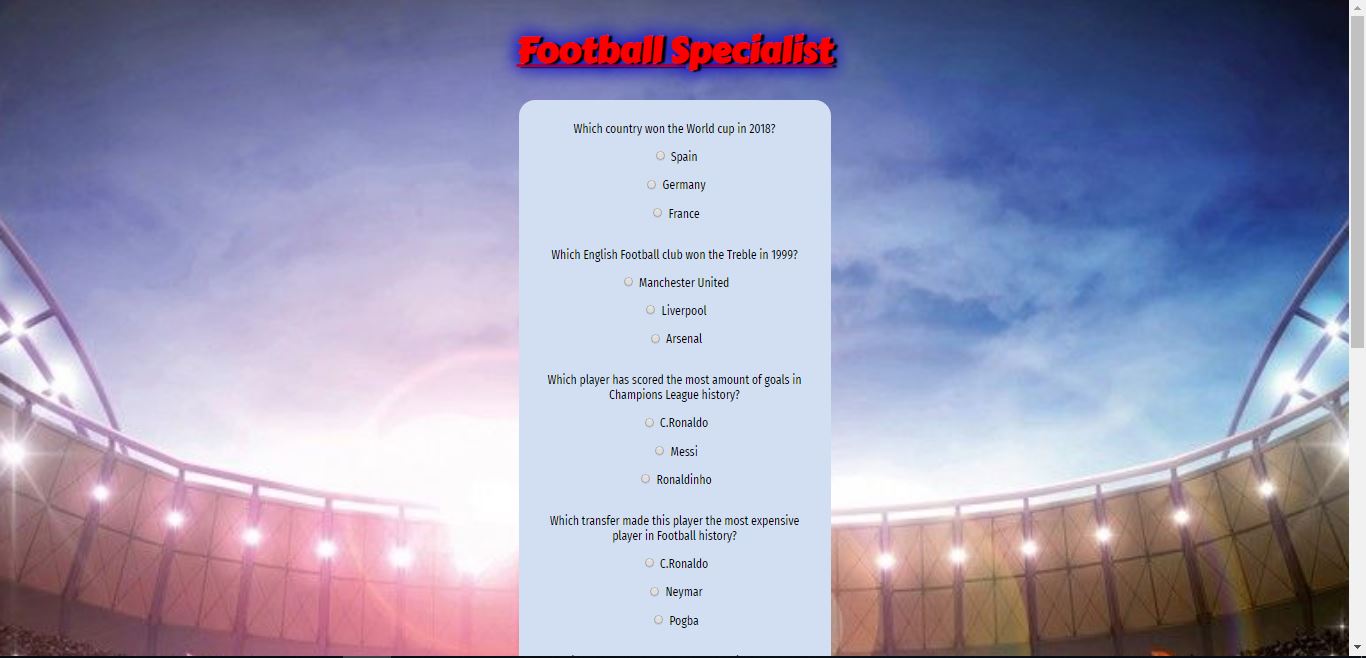 Football Specialist
Which country won the World cup in 2018?
Spain
Germany
France
Which English Football club won the Treble in 1999?
Manchester United
Liverpool
Arsenal
Which player has scored the most amount of goals in
Champions League history?
C.Ronaldo
Messi
Ronaldinho
Which transfer made this player the most expensive
player in Football history?
C.Ronaldo
Neymar
Pogba